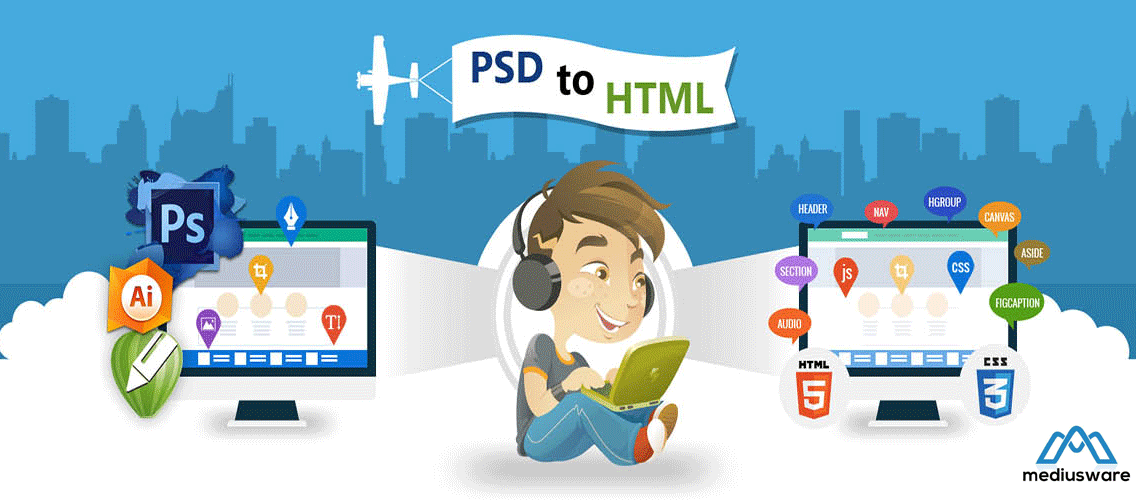 PSD to HTML
Ps
Ai
T
HEADER
NAV
HGROUP
CANVAS
ASIDE
SECTION
js
CSS
FIGCAPTION
AUDIO
HTML
5
CSS
3
mediusware